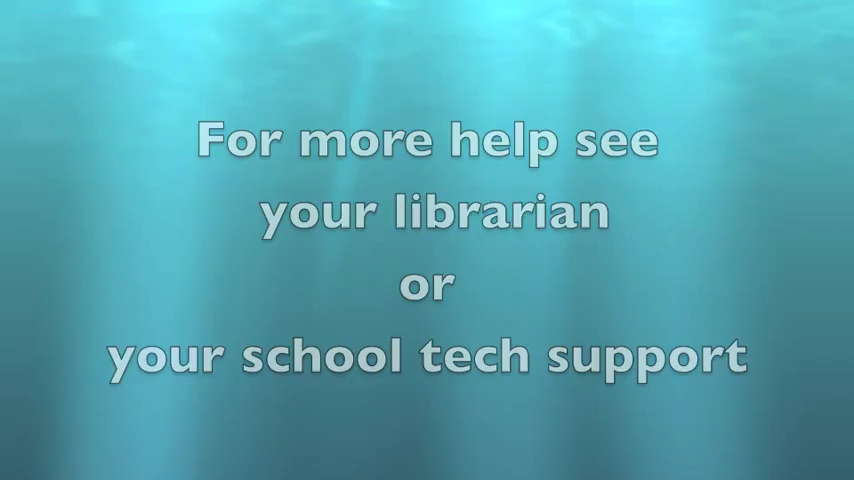 For more help see
your librarian
or
your school tech support